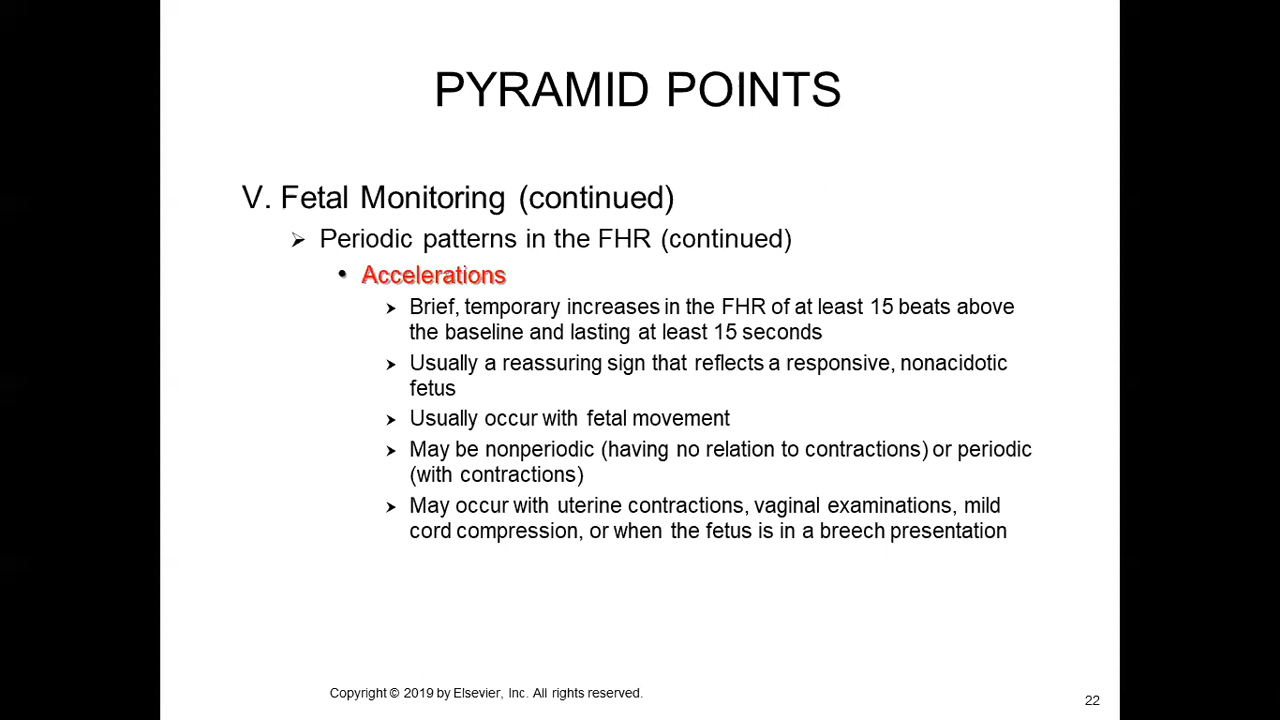 PYRAMID POINTS
V. Fetal Monitoring (continued)
➢ Periodic patterns in the FHR (continued)
• Accelerations
➢ Brief, temporary increases in the FHR of at least 15 beats above
the baseline and lasting at least 15 seconds
➢ Usually a reassuring sign that reflects a responsive, nonacidotic
fetus
➢ Usually occur with fetal movement
➢ May be nonperiodic (having no relation to contractions) or periodic
(with contractions)
➢ May occur with uterine contractions, vaginal examinations, mild
cord compression, or when the fetus is in a breech presentation
Copyright © 2019 by Elsevier, Inc. All rights reserved.
22